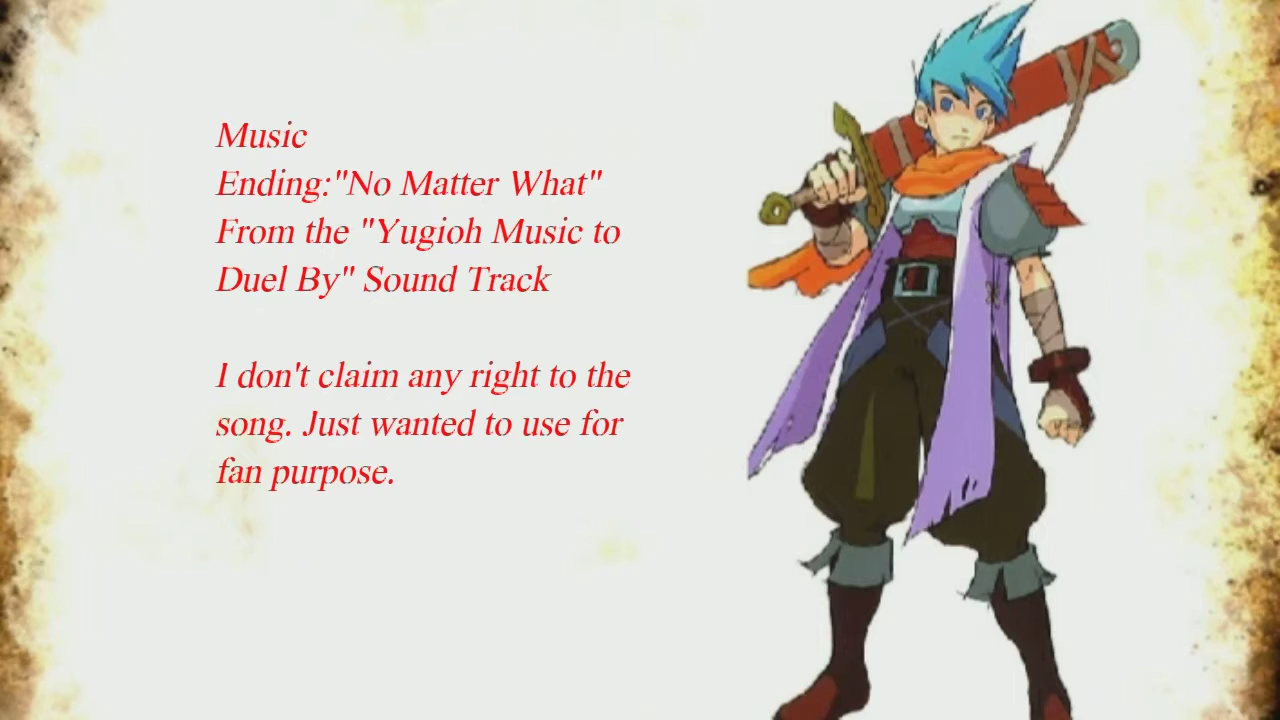 Music
Ending:"No Matter What"
From the "Yugioh Music to
Duel By" Sound Track
I don't claim any right to the
song. Just wanted to use for
fan purpose.